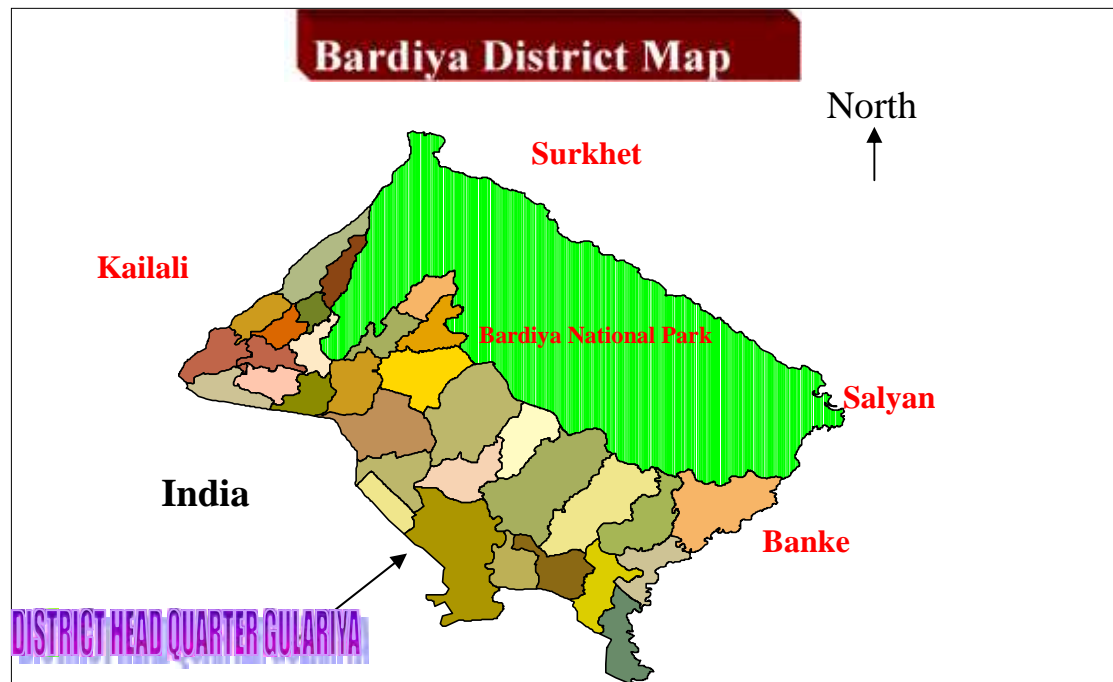 Bardiya District Map
North
Surkhet
Kailali
Bardiya National Park
Salyan
India
Banke
DISTRICT HEAD QUARTER GULARIYA